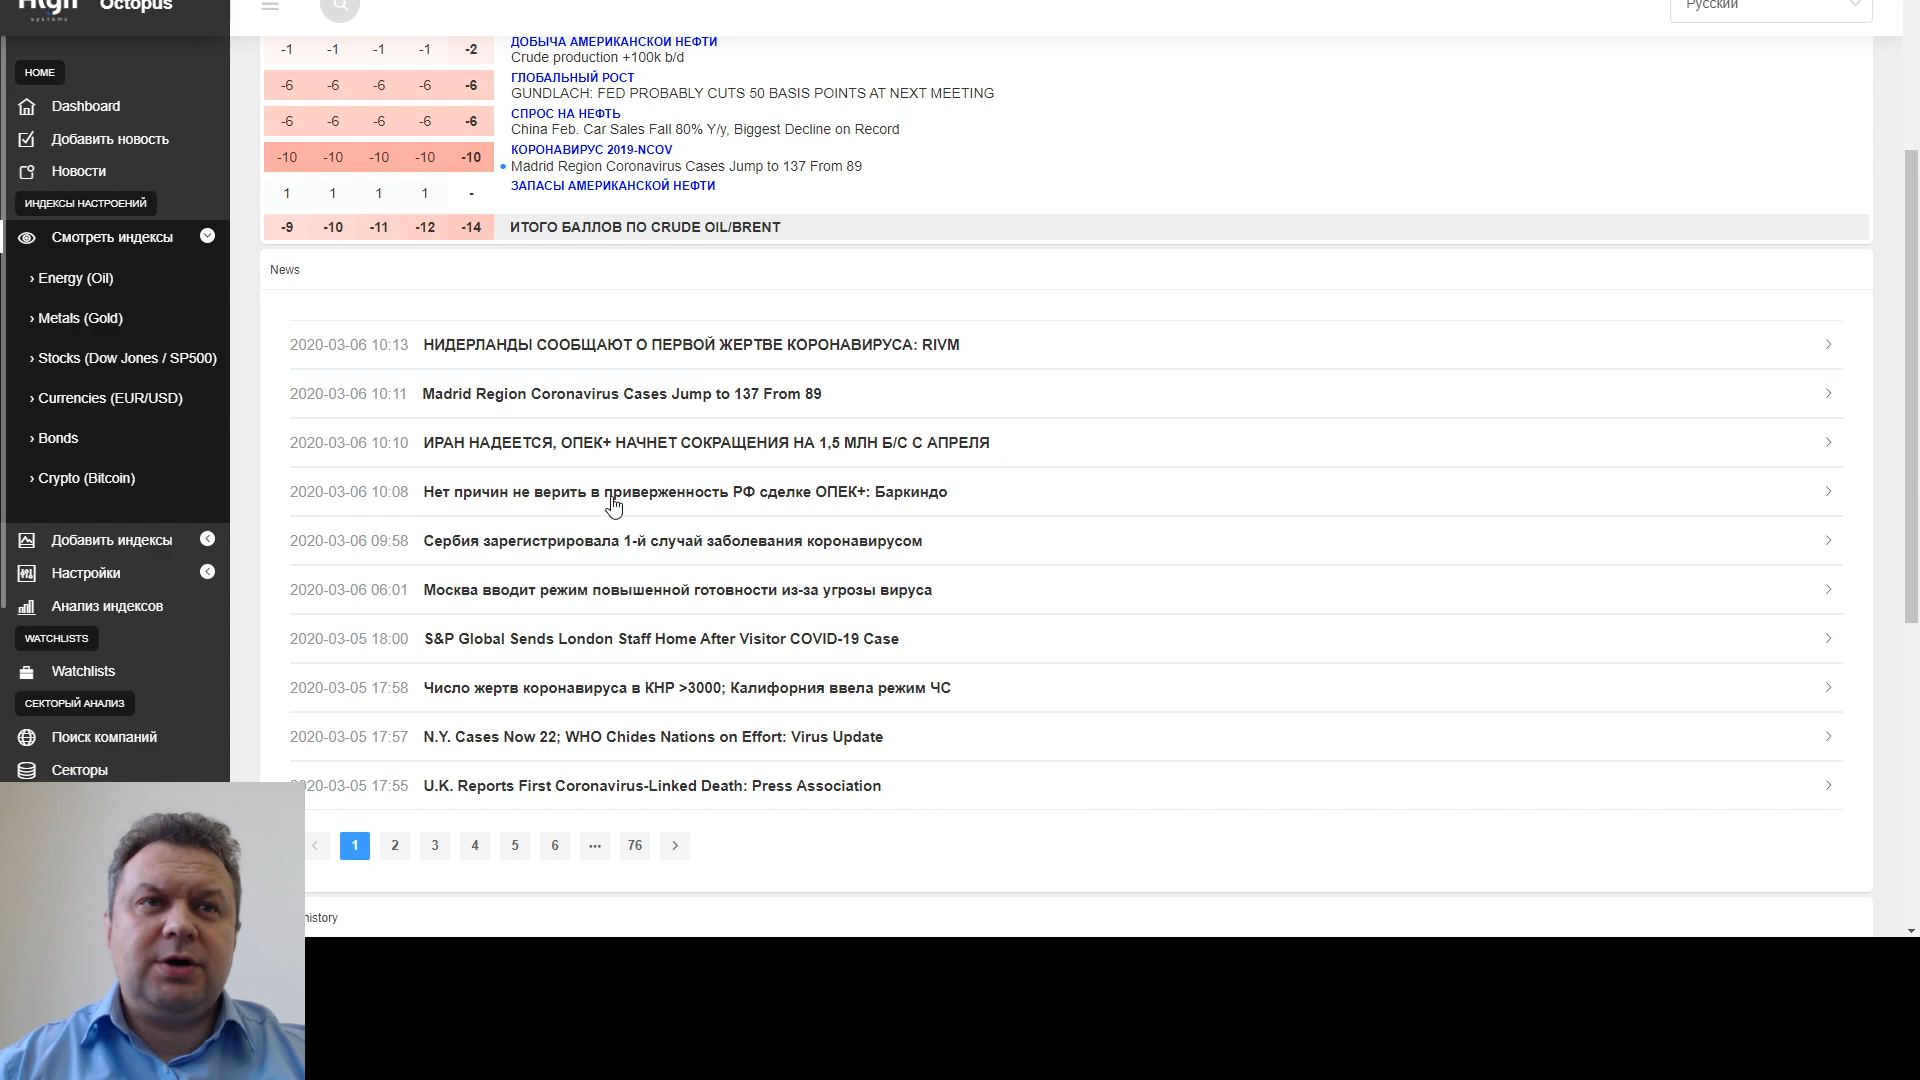 systems
Octopus
Русский
HOME
Dashboard
Добавить новость
Новости
ИНДЕКСЫ НАСТРОЕНИЙ
Смотреть индексы
› Energy (Oil)
› Metals (Gold)
› Stocks (Dow Jones / SP500)
› Currencies (EUR/USD)
› Bonds
› Crypto (Bitcoin)
Добавить индексы
Настройки
Анализ индексов
WATCHLISTS
Watchlists
СЕКТОРЫЙ АНАЛИЗ
Поиск компаний
Секторы
-1 -1 -1 -1 -2 ДОБЫЧА АМЕРИКАНСКОЙ НЕФТИ
Crude production +100k b/d
-6 -6 -6 -6 -6 ГЛОБАЛЬНЫЙ РОСТ
GUNDLACH: FED PROBABLY CUTS 50 BASIS POINTS AT NEXT MEETING
-6 -6 -6 -6 -6 СПРОС НА НЕФТЬ
China Feb. Car Sales Fall 80% Y/y, Biggest Decline on Record
-10 -10 -10 -10 -10 КОРОНАВИРУС 2019-NCOV
Madrid Region Coronavirus Cases Jump to 137 From 89
1 1 1 1 - ЗАПАСЫ АМЕРИКАНСКОЙ НЕФТИ
-9 -10 -11 -12 -14 ИТОГО БАЛЛОВ ПО CRUDE OIL/BRENT
News
2020-03-06 10:13 НИДЕРЛАНДЫ СООБЩАЮТ О ПЕРВОЙ ЖЕРТВЕ КОРОНАВИРУСА: RIVM
2020-03-06 10:11 Madrid Region Coronavirus Cases Jump to 137 From 89
2020-03-06 10:10 ИРАН НАДЕЕТСЯ, ОПЕК+ НАЧНЕТ СОКРАЩЕНИЯ НА 1,5 МЛН Б/С С АПРЕЛЯ
2020-03-06 10:08 Нет причин не верить в приверженность РФ сделке ОПЕК+: Баркиндо
2020-03-06 09:58 Сербия зарегистрировала 1-й случай заболевания коронавирусом
2020-03-06 06:01 Москва вводит режим повышенной готовности из-за угрозы вируса
2020-03-05 18:00 S&P Global Sends London Staff Home After Visitor COVID-19 Case
2020-03-05 17:58 Число жертв коронавируса в КНР >3000; Калифорния ввела режим ЧС
2020-03-05 17:57 N.Y. Cases Now 22; WHO Chides Nations on Effort: Virus Update
20-03-05 17:55 U.K. Reports First Coronavirus-Linked Death: Press Association
1 2 3 4 5 6 ••• 76
history